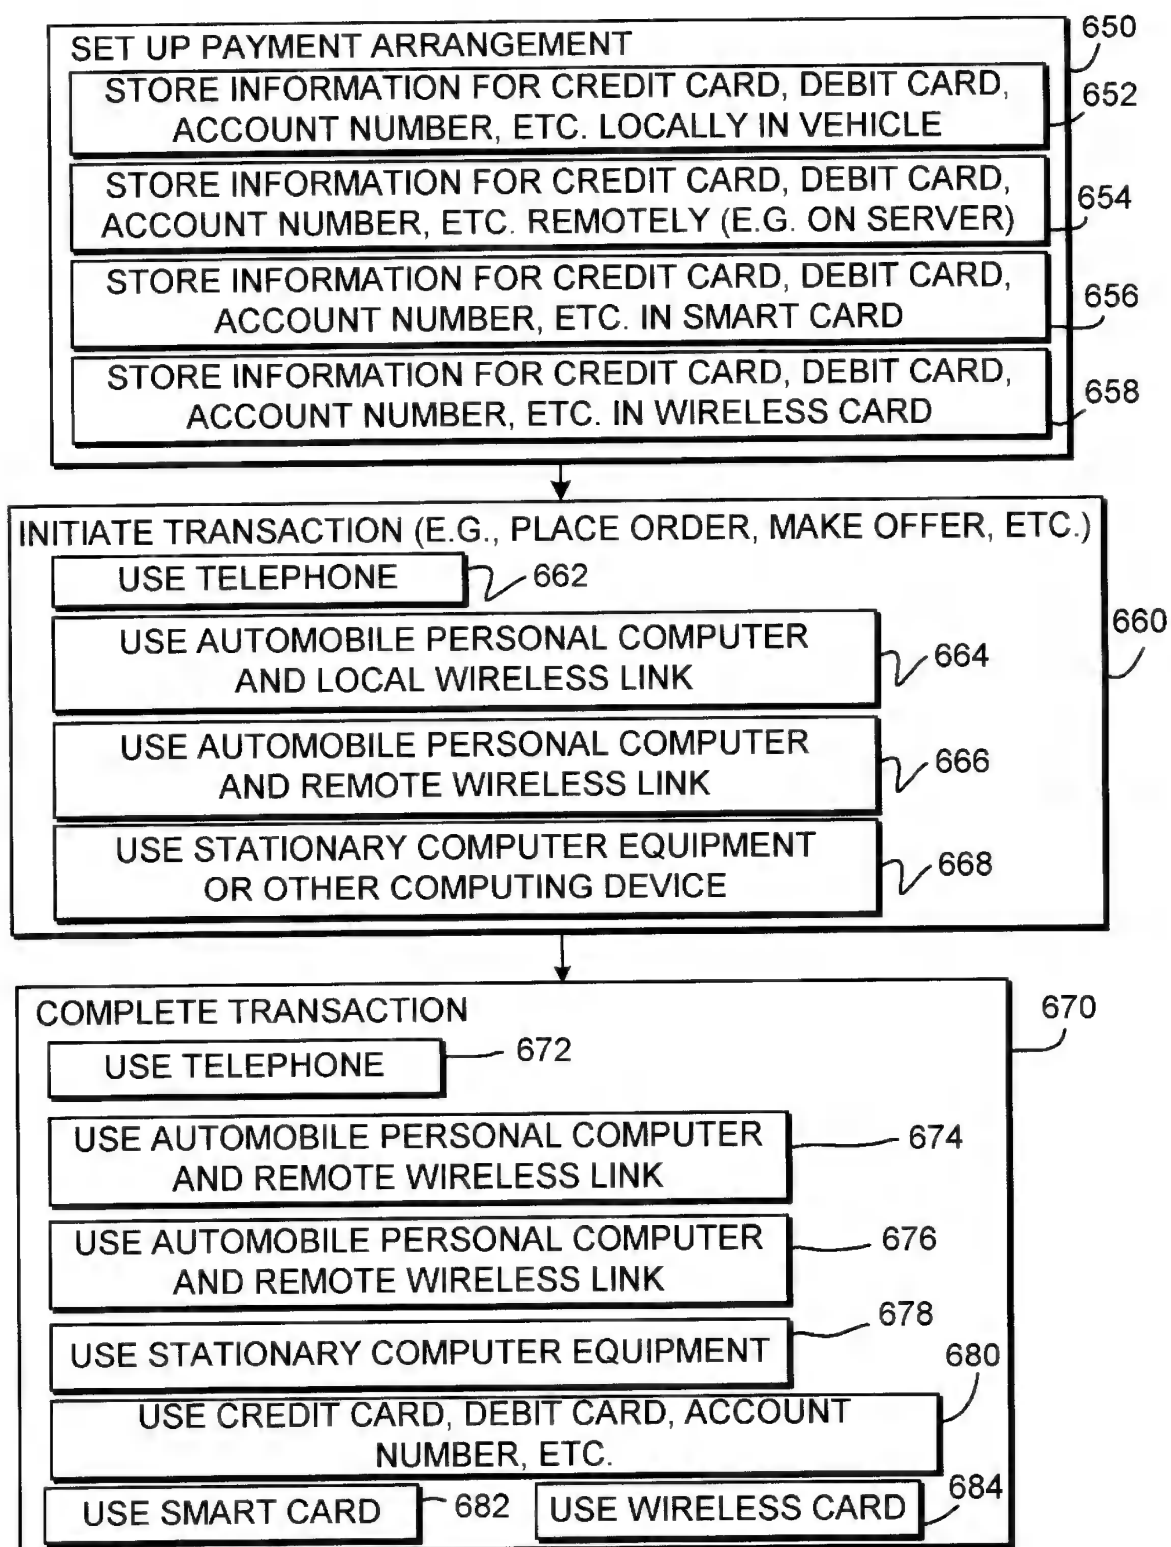 650
SET UP PAYMENT ARRANGEMENT
STORE INFORMATION FOR CREDIT CARD, DEBIT CARD,
ACCOUNT NUMBER, ETC. LOCALLY IN VEHICLE
652
STORE INFORMATION FOR CREDIT CARD, DEBIT CARD,
ACCOUNT NUMBER, ETC. REMOTELY (E.G. ON SERVER)
654
STORE INFORMATION FOR CREDIT CARD, DEBIT CARD,
ACCOUNT NUMBER, ETC. IN SMART CARD
656
STORE INFORMATION FOR CREDIT CARD, DEBIT CARD,
ACCOUNT NUMBER, ETC. IN WIRELESS CARD
658
INITIATE TRANSACTION (E.G., PLACE ORDER, MAKE OFFER, ETC.)
USE TELEPHONE
662
660
USE AUTOMOBILE PERSONAL COMPUTER
AND LOCAL WIRELESS LINK
664
USE AUTOMOBILE PERSONAL COMPUTER
AND REMOTE WIRELESS LINK
666
USE STATIONARY COMPUTER EQUIPMENT
OR OTHER COMPUTING DEVICE
668
COMPLETE TRANSACTION
670
USE TELEPHONE
672
USE AUTOMOBILE PERSONAL COMPUTER
AND REMOTE WIRELESS LINK
674
USE AUTOMOBILE PERSONAL COMPUTER
AND REMOTE WIRELESS LINK
676
USE STATIONARY COMPUTER EQUIPMENT
678
USE CREDIT CARD, DEBIT CARD, ACCOUNT
NUMBER, ETC.
680
USE SMART CARD
682
USE WIRELESS CARD
684